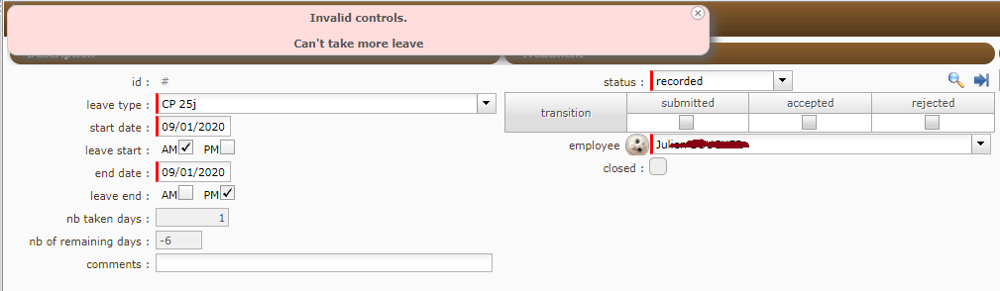 Invalid controls.
Can't take more leave
Description
Treatment
id : #
leave type : CP 25j
start date : 09/01/2020
leave start : AM PM
end date : 09/01/2020
leave end : AM PM
nb taken days : 1
nb of remaining days : -6
comments :
status : recorded
transition
submitted accepted rejected
employee
closed :